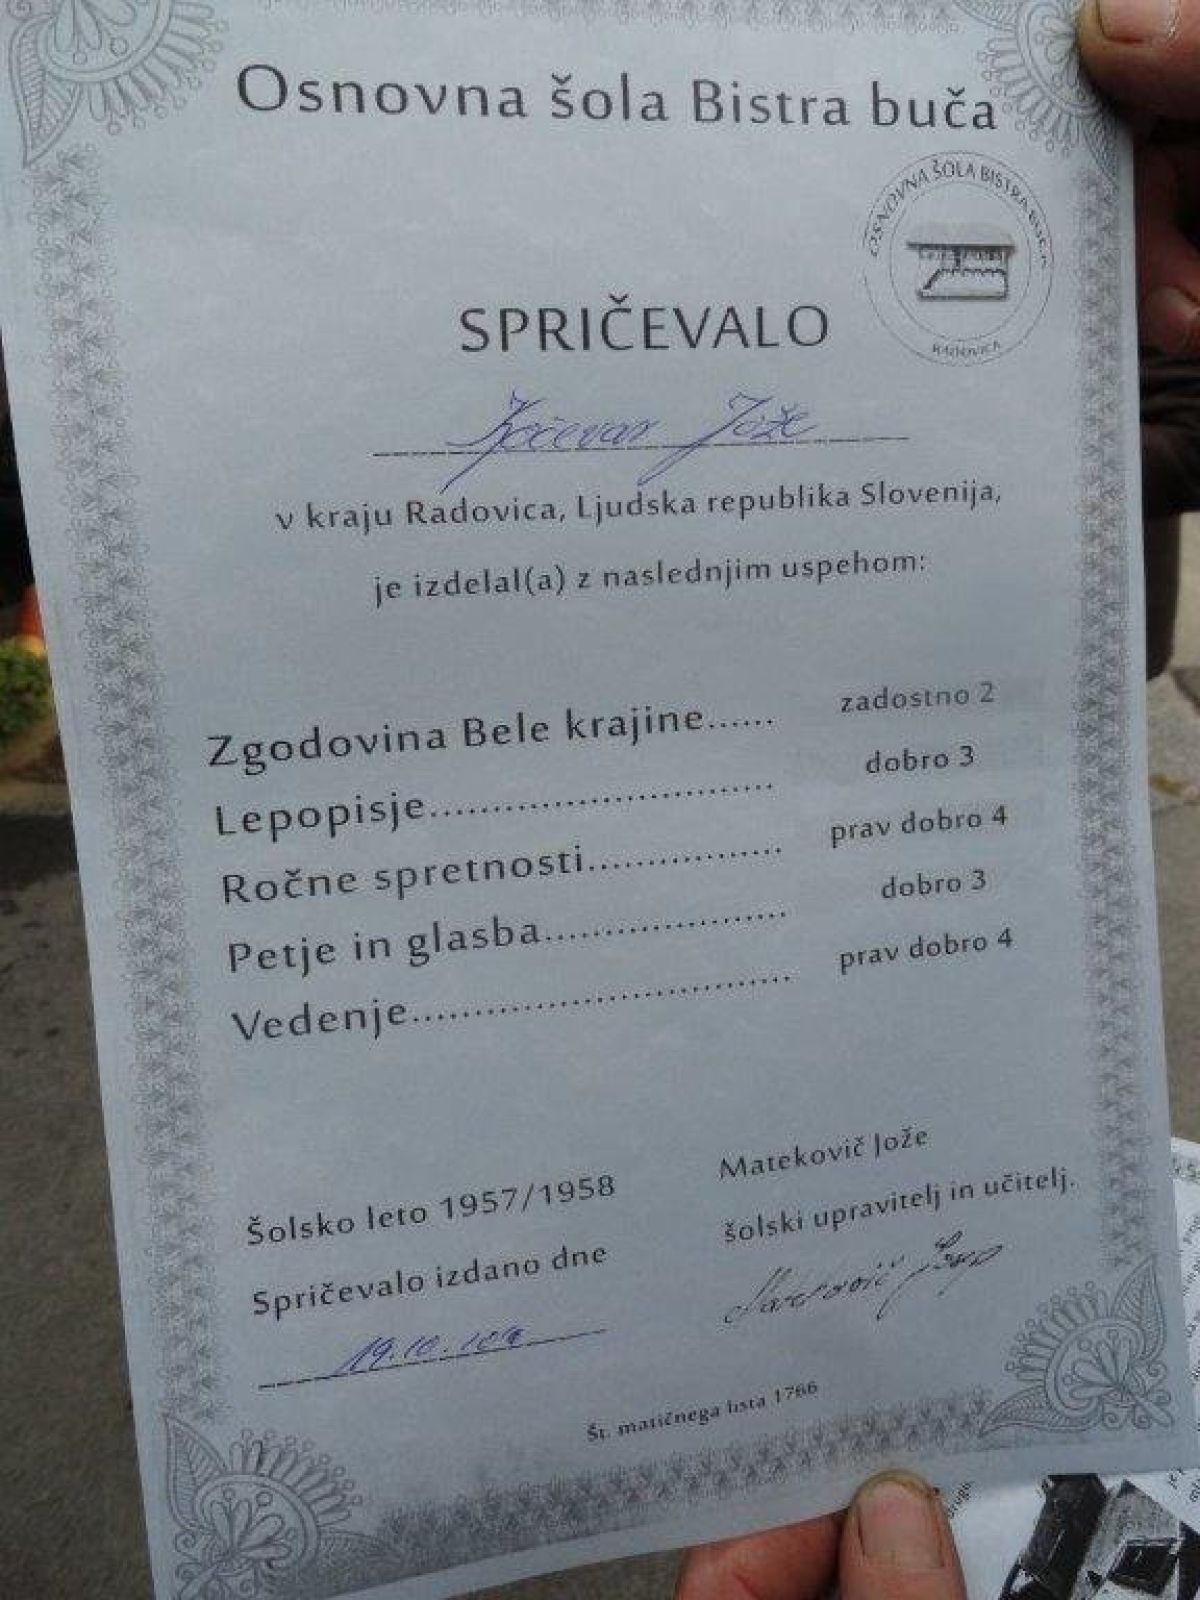 Osnovna šola Bistra buča
OSNOVNA ŠOLA BISTRA BUČA
RADOVICA
SPRIČEVALO
Kočevar Jože
v kraju Radovica, Ljudska republika Slovenija,
je izdelal(a) z naslednjim uspehom:
Zgodovina Bele krajine...... zadostno 2
Lepopisje............................ dobro 3
Ročne spretnosti................. prav dobro 4
Petje in glasba..................... dobro 3
Vedenje............................... prav dobro 4
Šolsko leto 1957/1958
Spričevalo izdano dne
19.10.
Matekovič Jože
šolski upravitelj in učitelj.
Št. matičnega lista 1766